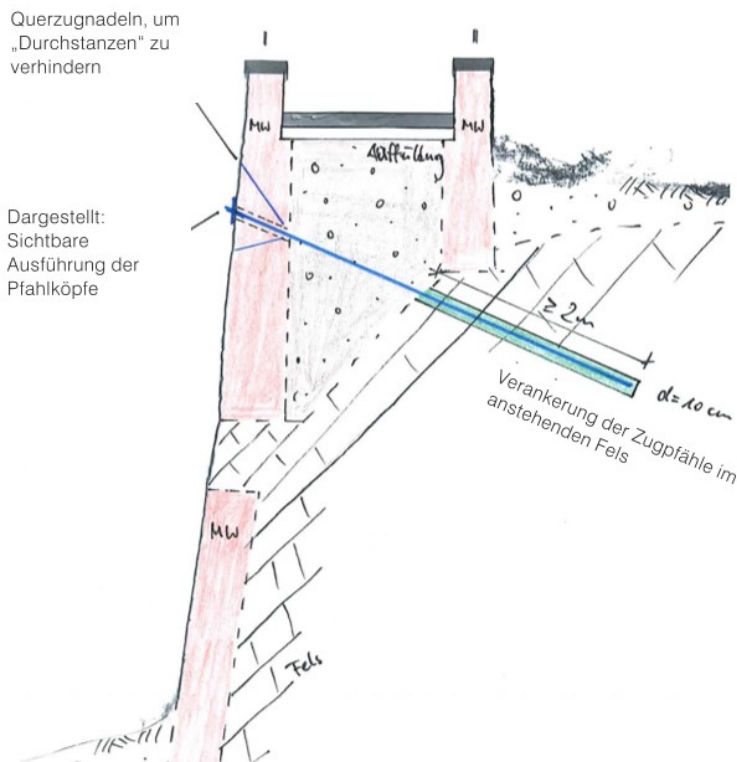 Querzugnadeln, um
„Durchstanzen“ zu
verhindern
MW
MW
Auffüllung
Dargestellt:
Sichtbare
Ausführung der
Pfahlköpfe
≥ 2m
d=10 cm
Verankerung der Zugpfähle im
anstehenden Fels
MW
Fels